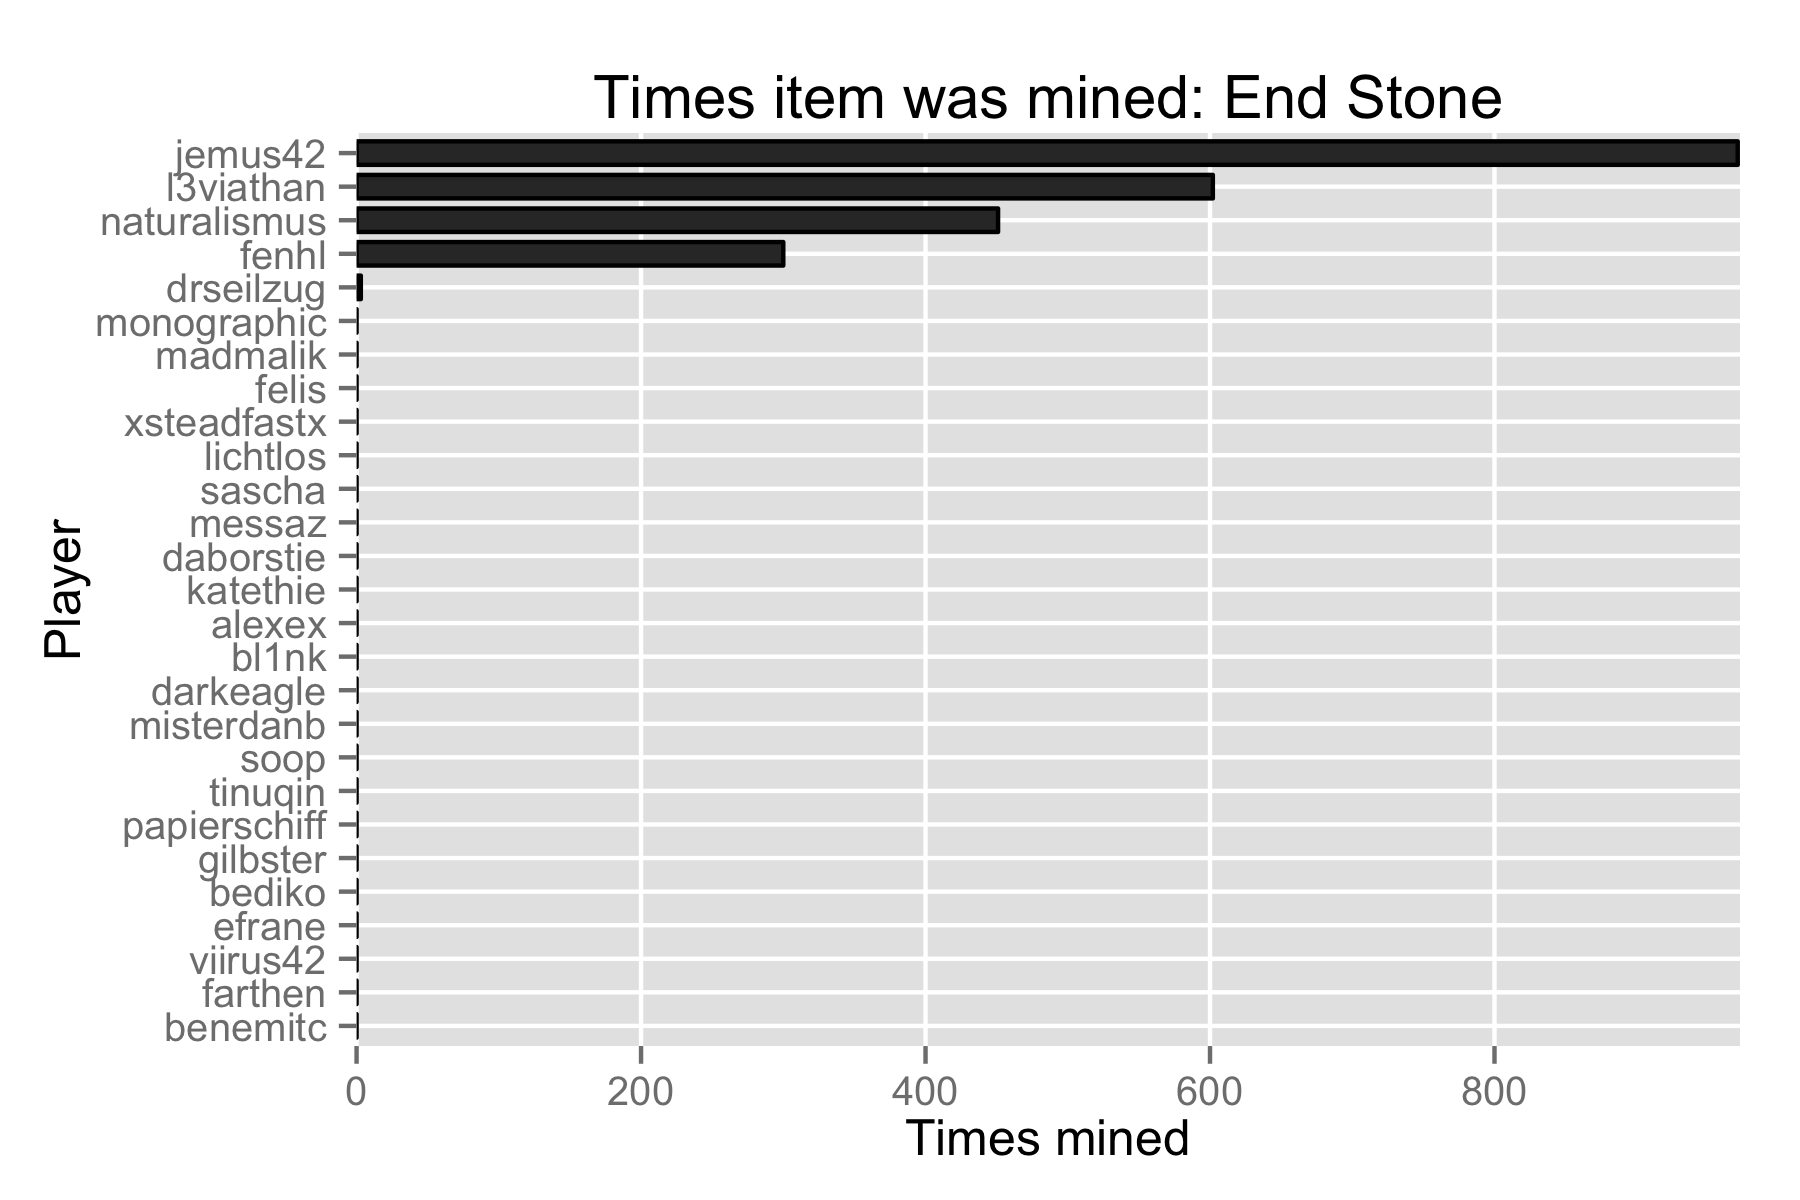 Times item was mined: End Stone
jemus42
l3viathan
naturalismus
fenhl
drseilzug
monographic
madmalik
felis
xsteadfastx
lichtlos
sascha
messaz
daborstie
katethie
alexex
bl1nk
darkeagle
misterdanb
soop
tinuqin
papierschiff
gilbster
bediko
efrane
viirus42
farthen
benemitc
Player
0 200 400 600 800
Times mined